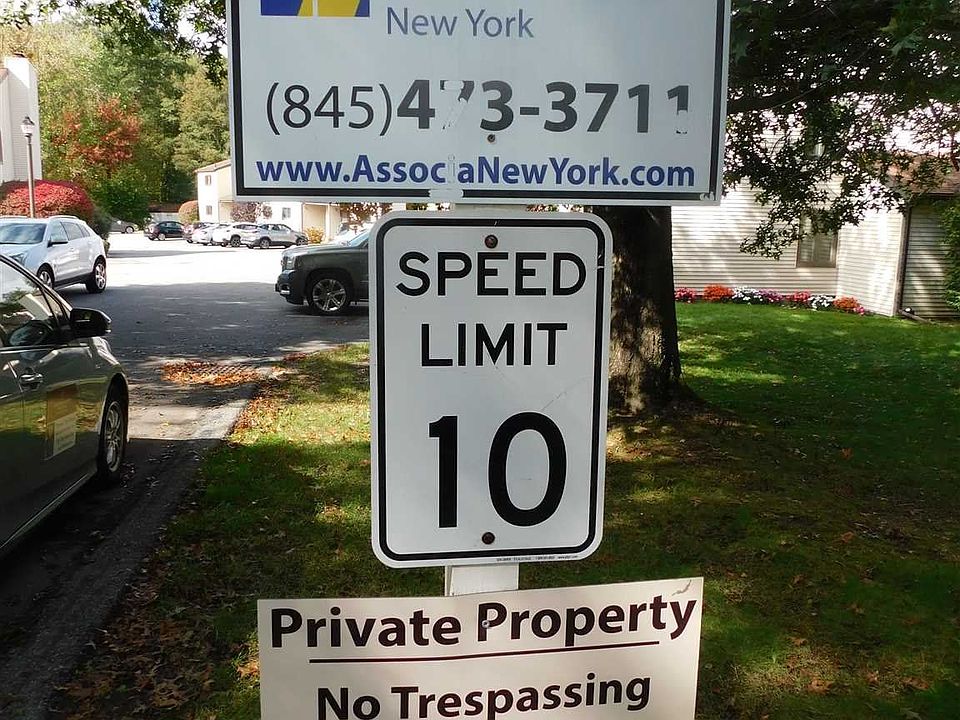 New York
(845)473-3711
www.AssociaNewYork.com
SPEED
LIMIT
10
Private Property
No Trespassing